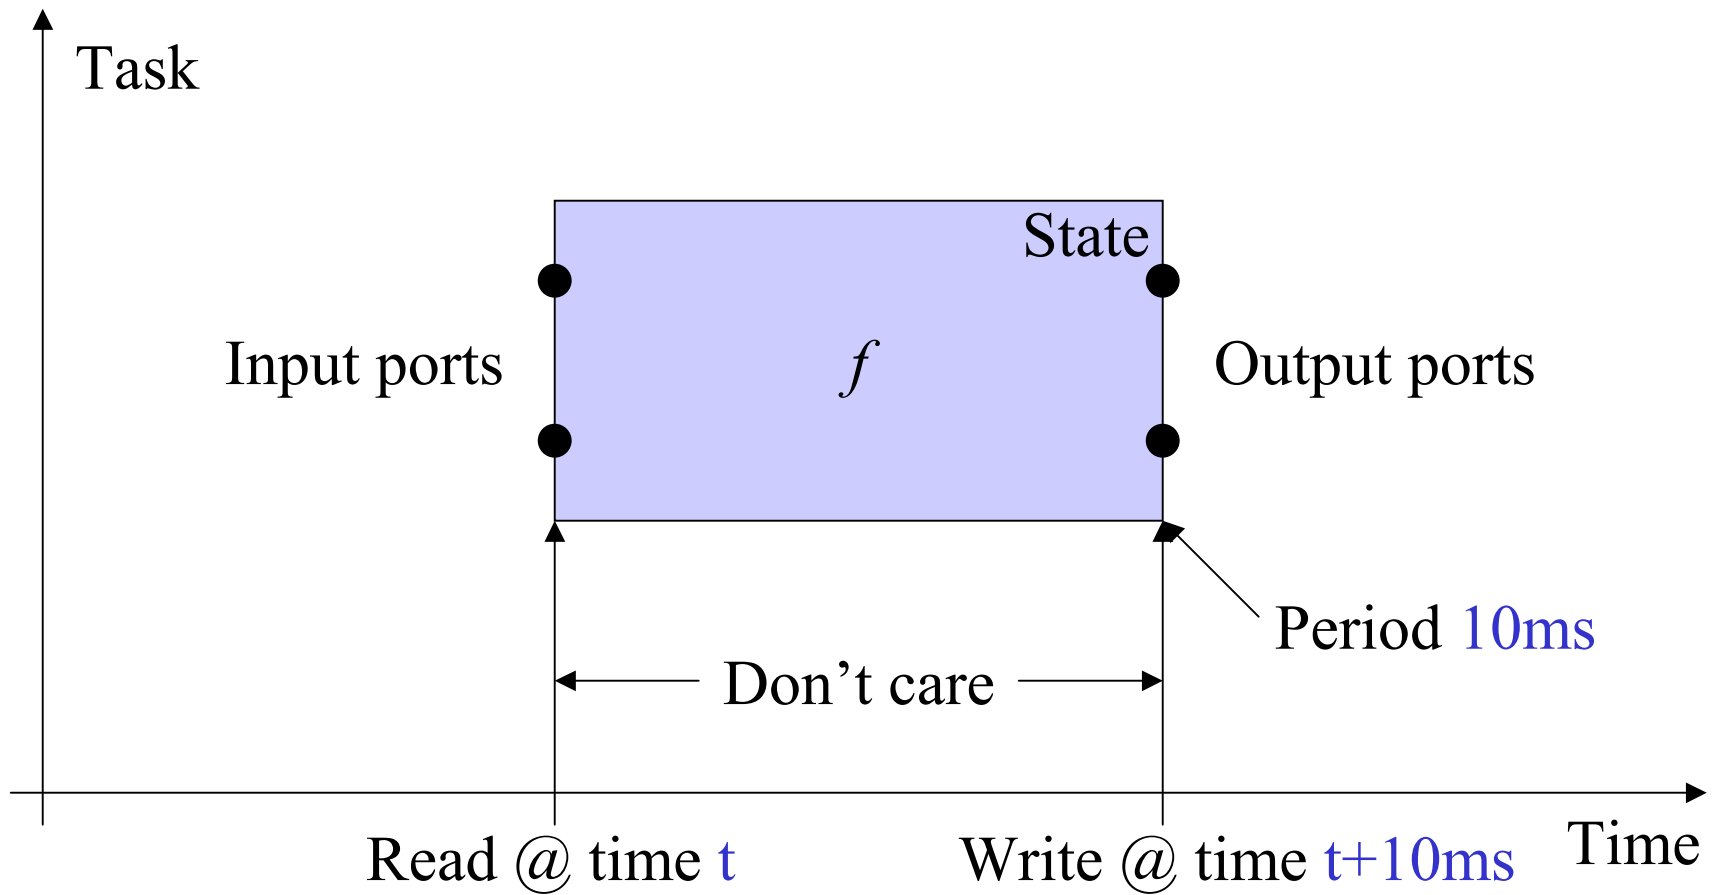 Task
State
Input ports
f
Output ports
Period 10ms
Don’t care
Time
Read @ time t
Write @ time t+10ms